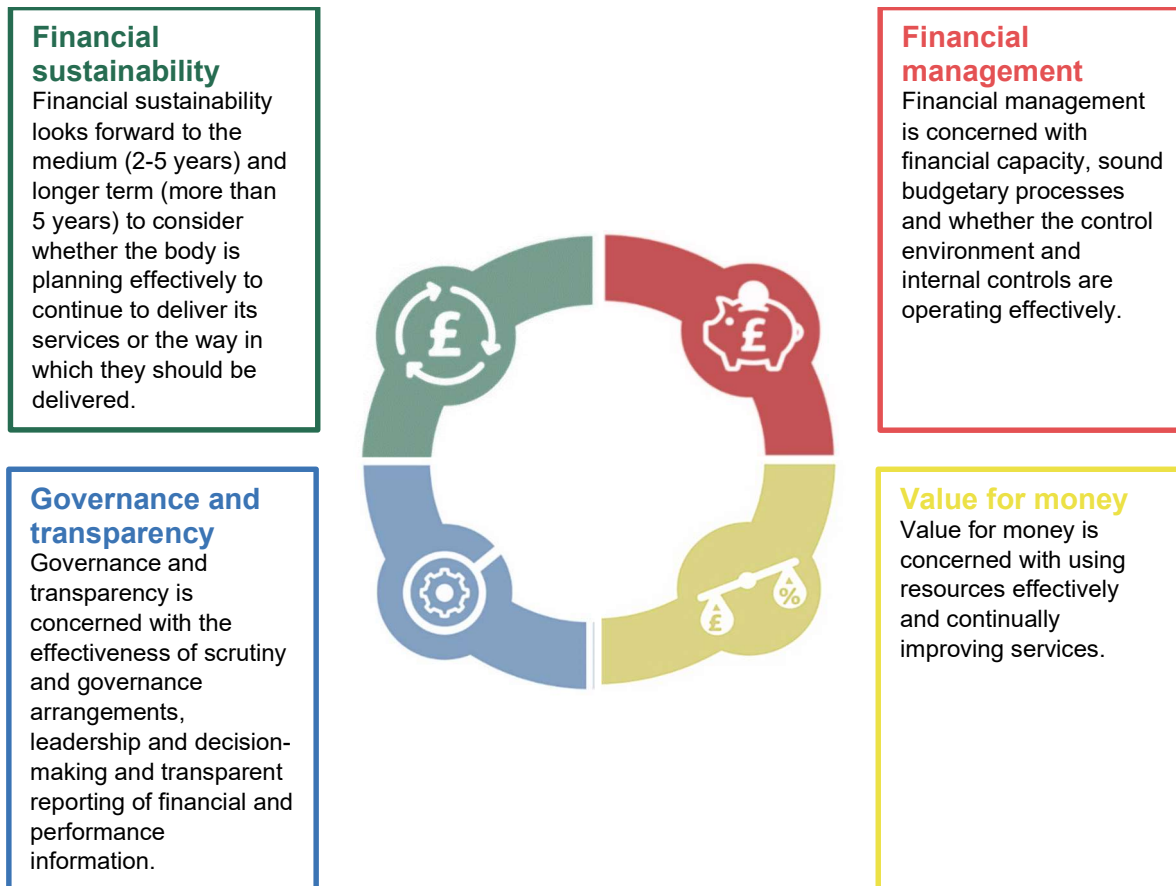 Financial
sustainability
Financial sustainability
looks forward to the
medium (2-5 years) and
longer term (more than
5 years) to consider
whether the body is
planning effectively to
continue to deliver its
services or the way in
which they should be
delivered.
Financial
management
Financial management
is concerned with
financial capacity, sound
budgetary processes
and whether the control
environment and
internal controls are
operating effectively.
£
£
£
%
Governance and
transparency
Governance and
transparency is
concerned with the
effectiveness of scrutiny
and governance
arrangements,
leadership and decision-
making and transparent
reporting of financial and
performance
information.
Value for money
Value for money is
concerned with using
resources effectively
and continually
improving services.